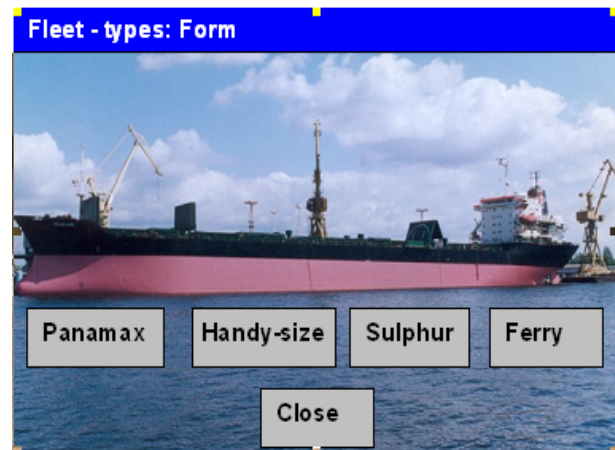 Fleet - types: Form
Panamax
Handy-size
Sulphur
Ferry
Close